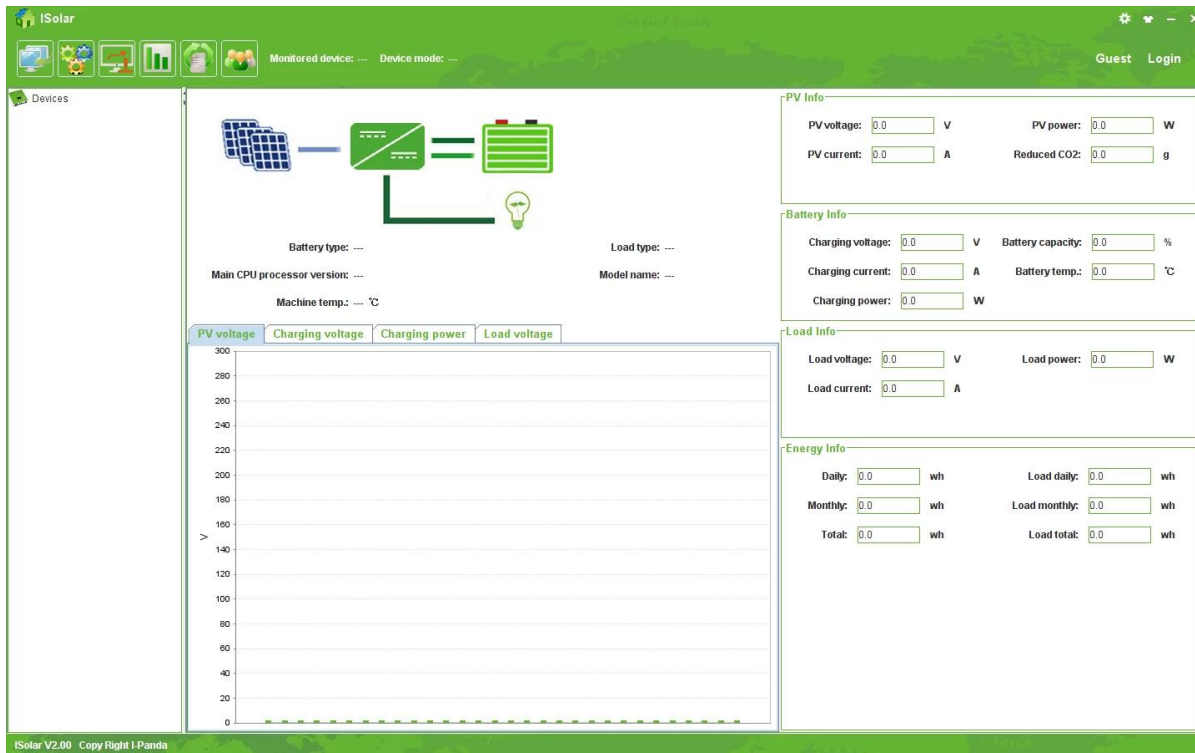 ISolar
Monitored device: --- Device mode: ---
Guest Login
Devices
Battery type: --- Load type: ---
Main CPU processor version: --- Model name: ---
Machine temp.: --- ℃
PV voltage Charging voltage Charging power Load voltage
300
280
260
240
220
200
180
160
V
140
120
100
80
60
40
20
0
PV Info
PV voltage: 0.0 V PV power: 0.0 W
PV current: 0.0 A Reduced CO2: 0.0 g
Battery Info
Charging voltage: 0.0 V Battery capacity: 0.0 %
Charging current: 0.0 A Battery temp.: 0.0 ℃
Charging power: 0.0 W
Load Info
Load voltage: 0.0 V Load power: 0.0 W
Load current: 0.0 A
Energy Info
Daily: 0.0 wh Load daily: 0.0 wh
Monthly: 0.0 wh Load monthly: 0.0 wh
Total: 0.0 wh Load total: 0.0 wh
ISolar V2.00 Copy Right I-Panda